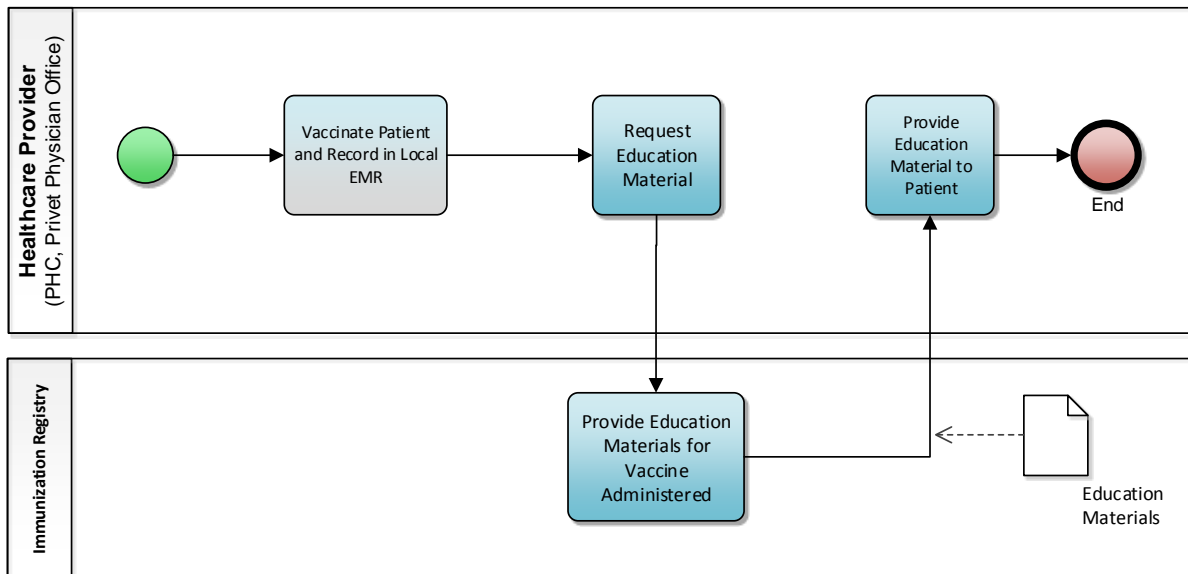 Healthcare Provider
(PHC, Privet Physician Office)
Vaccinate Patient
and Record in Local
EMR
Request
Education
Material
Provide
Education
Material to
Patient
End
Immunization Registry
Provide Education
Materials for
Vaccine
Administered
Education
Materials